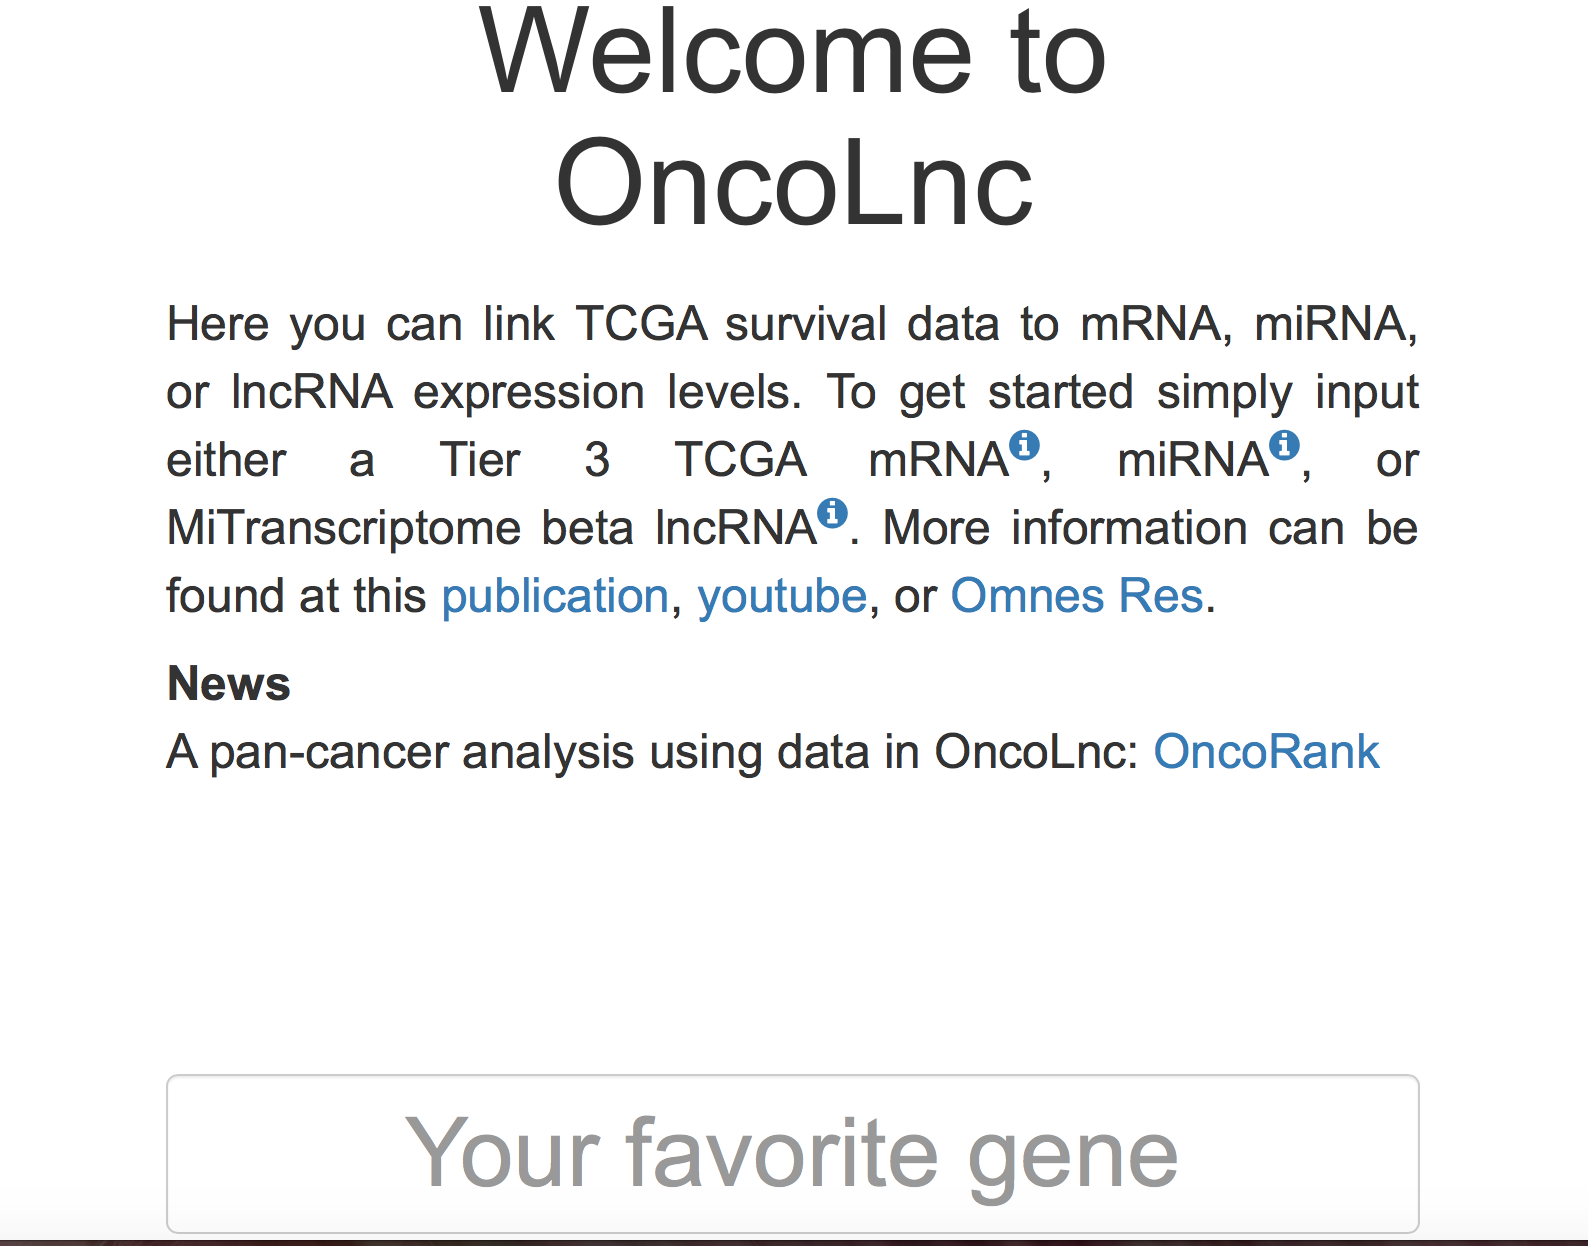 Welcome to
OncoLnc
Here you can link TCGA survival data to mRNA, miRNA,
or lncRNA expression levels. To get started simply input
either a Tier 3 TCGA mRNA, miRNA, or
MiTranscriptome beta lncRNA. More information can be
found at this publication, youtube, or Omnes Res.
News
A pan-cancer analysis using data in OncoLnc: OncoRank
Your favorite gene